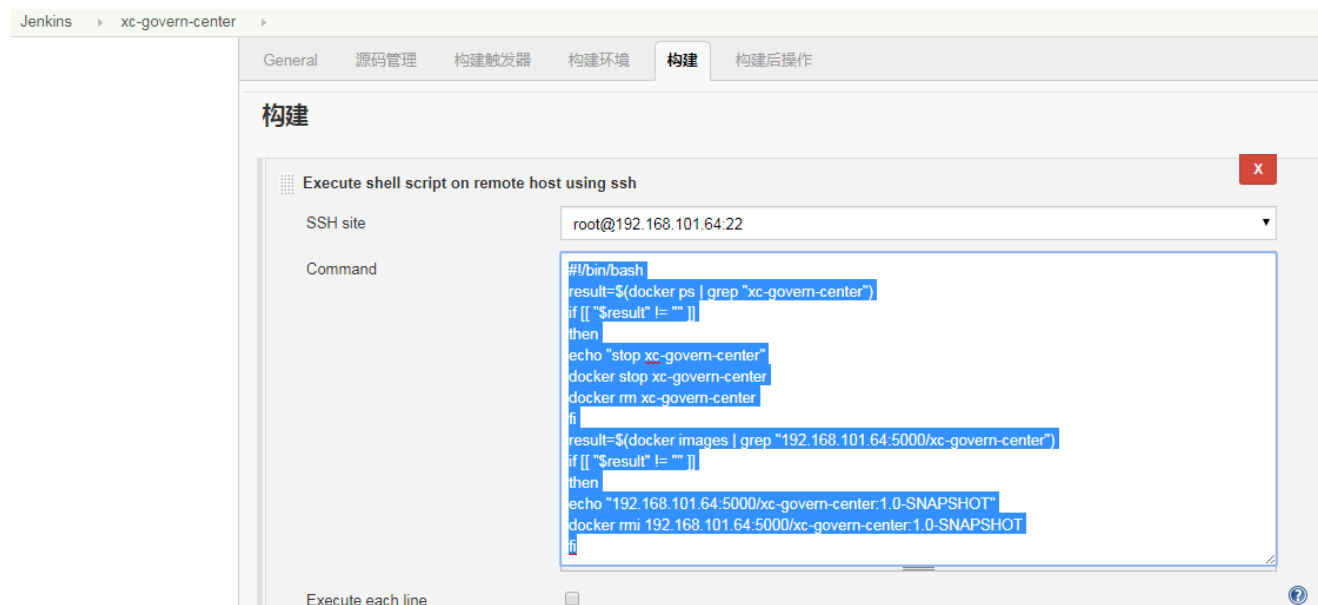 Jenkins xc-govern-center
General 源码管理 构建触发器 构建环境 构建 构建后操作
构建
X
Execute shell script on remote host using ssh
SSH site root@192.168.101.64:22
Command
#!/bin/bash
result=$(docker ps | grep "xc-govern-center")
if [[ "$result" != "" ]]
then
echo "stop xc-govern-center"
docker stop xc-govern-center
docker rm xc-govern-center
fi
result=$(docker images | grep "192.168.101.64:5000/xc-govern-center")
if [[ "$result" != "" ]]
then
echo "192.168.101.64:5000/xc-govern-center:1.0-SNAPSHOT"
docker rmi 192.168.101.64:5000/xc-govern-center:1.0-SNAPSHOT
fi
Execute each line